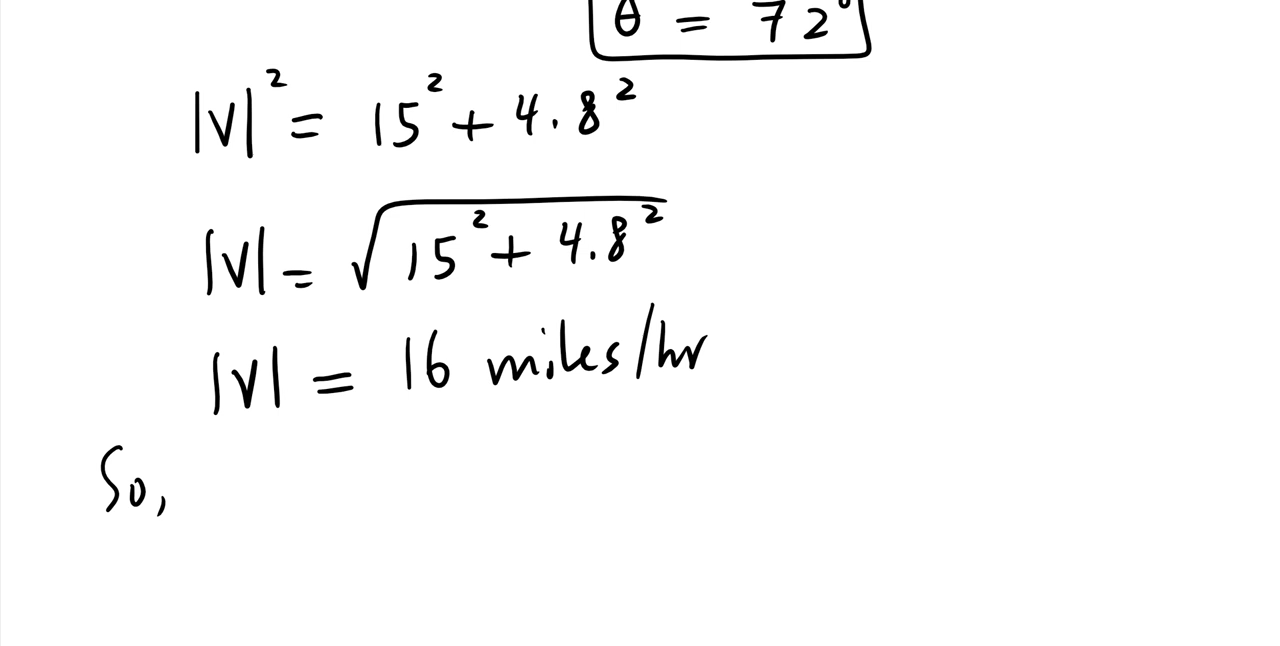 θ = 72°
|V|² = 15² + 4.8²
|V| = √15² + 4.8²
|V| = 16 miles/hr
So,